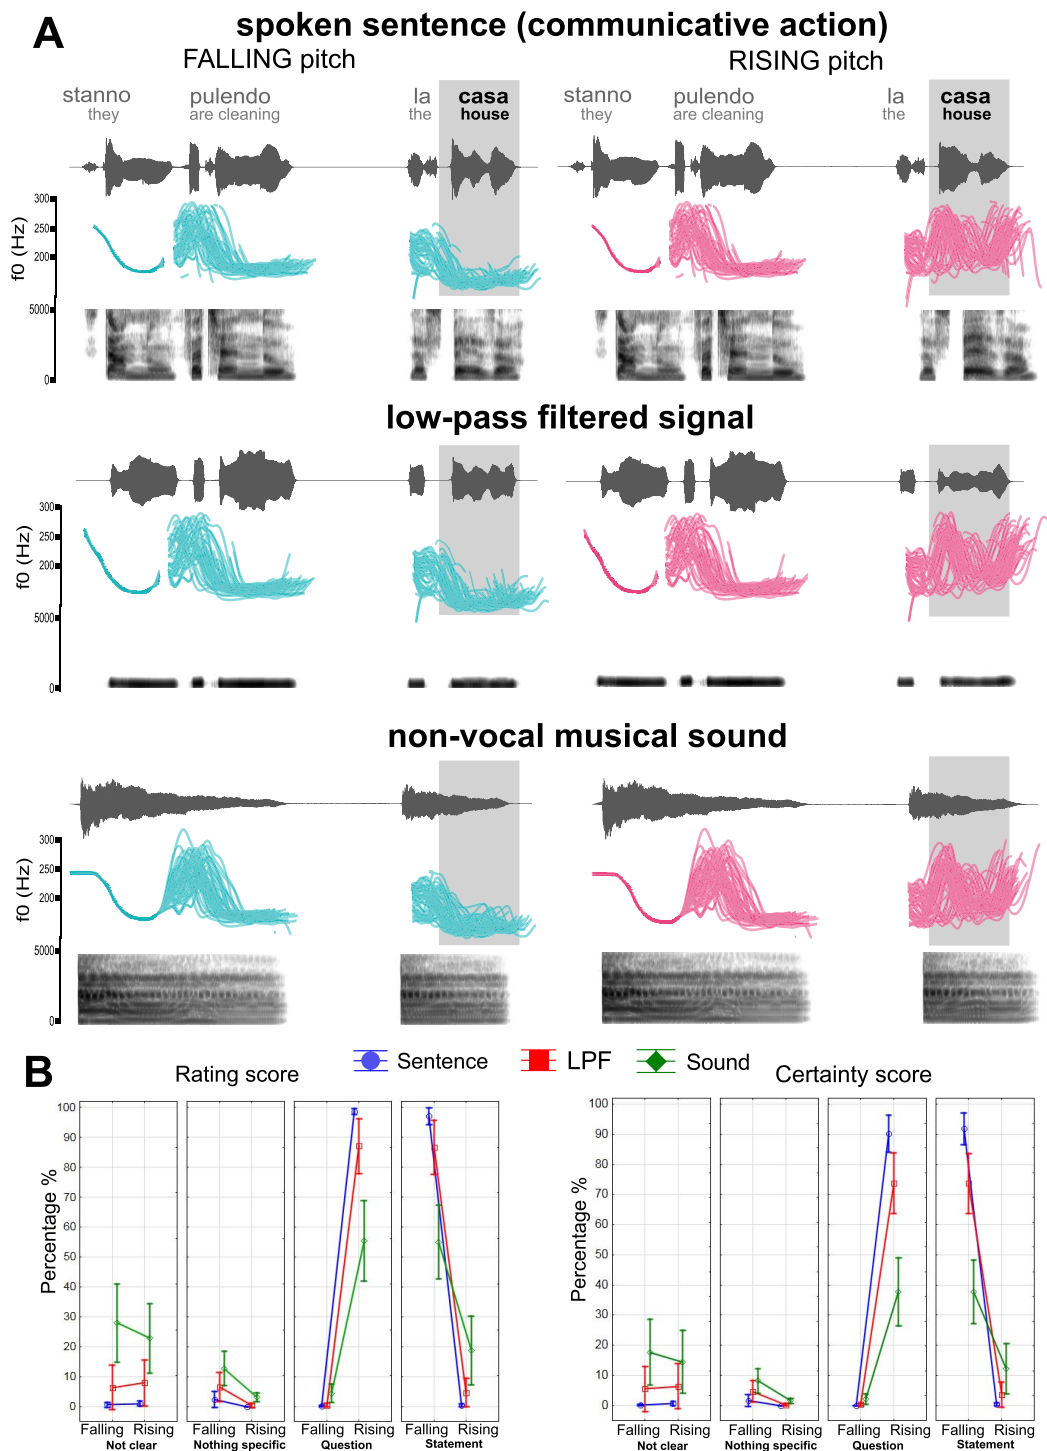 A
spoken sentence (communicative action)
FALLING pitch RISING pitch
stanno pulendo la casa stanno pulendo la casa
they are cleaning the house they are cleaning the house
300
250
200
f0 (Hz)
5000
0
low-pass filtered signal
300
250
200
f0 (Hz)
5000
0
non-vocal musical sound
300
250
200
f0 (Hz)
5000
0
B
Sentence LPF Sound
Rating score Certainty score
100 90 80 70 60 50 40 30 20 10 0
Percentage %
Falling Rising Falling Rising Falling Rising Falling Rising
Not clear Nothing specific Question Statement
100 90 80 70 60 50 40 30 20 10 0
Percentage %
Falling Rising Falling Rising Falling Rising Falling Rising
Not clear Nothing specific Question Statement